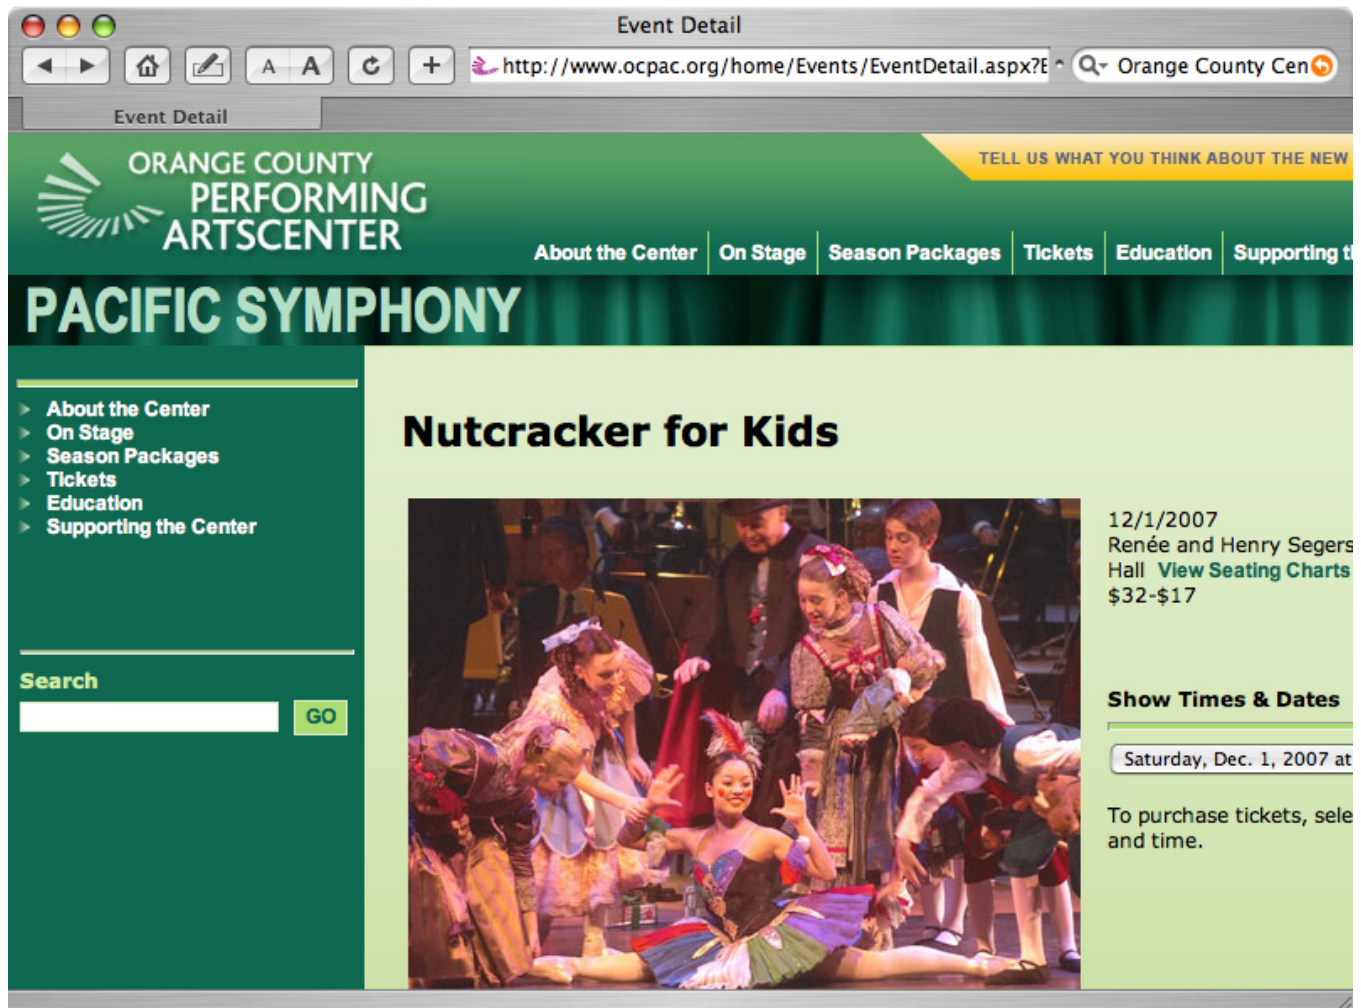 Event Detail
A A
http://www.ocpac.org/home/Events/EventDetail.aspx?E
Orange County Cen
Event Detail
ORANGE COUNTY
PERFORMING
ARTSCENTER
TELL US WHAT YOU THINK ABOUT THE NEW
About the Center On Stage Season Packages Tickets Education Supporting th
PACIFIC SYMPHONY
About the Center
On Stage
Season Packages
Tickets
Education
Supporting the Center
Search
GO
Nutcracker for Kids
12/1/2007
Renée and Henry Segers
Hall View Seating Charts
$32-$17
Show Times & Dates
Saturday, Dec. 1, 2007 at
To purchase tickets, sele
and time.